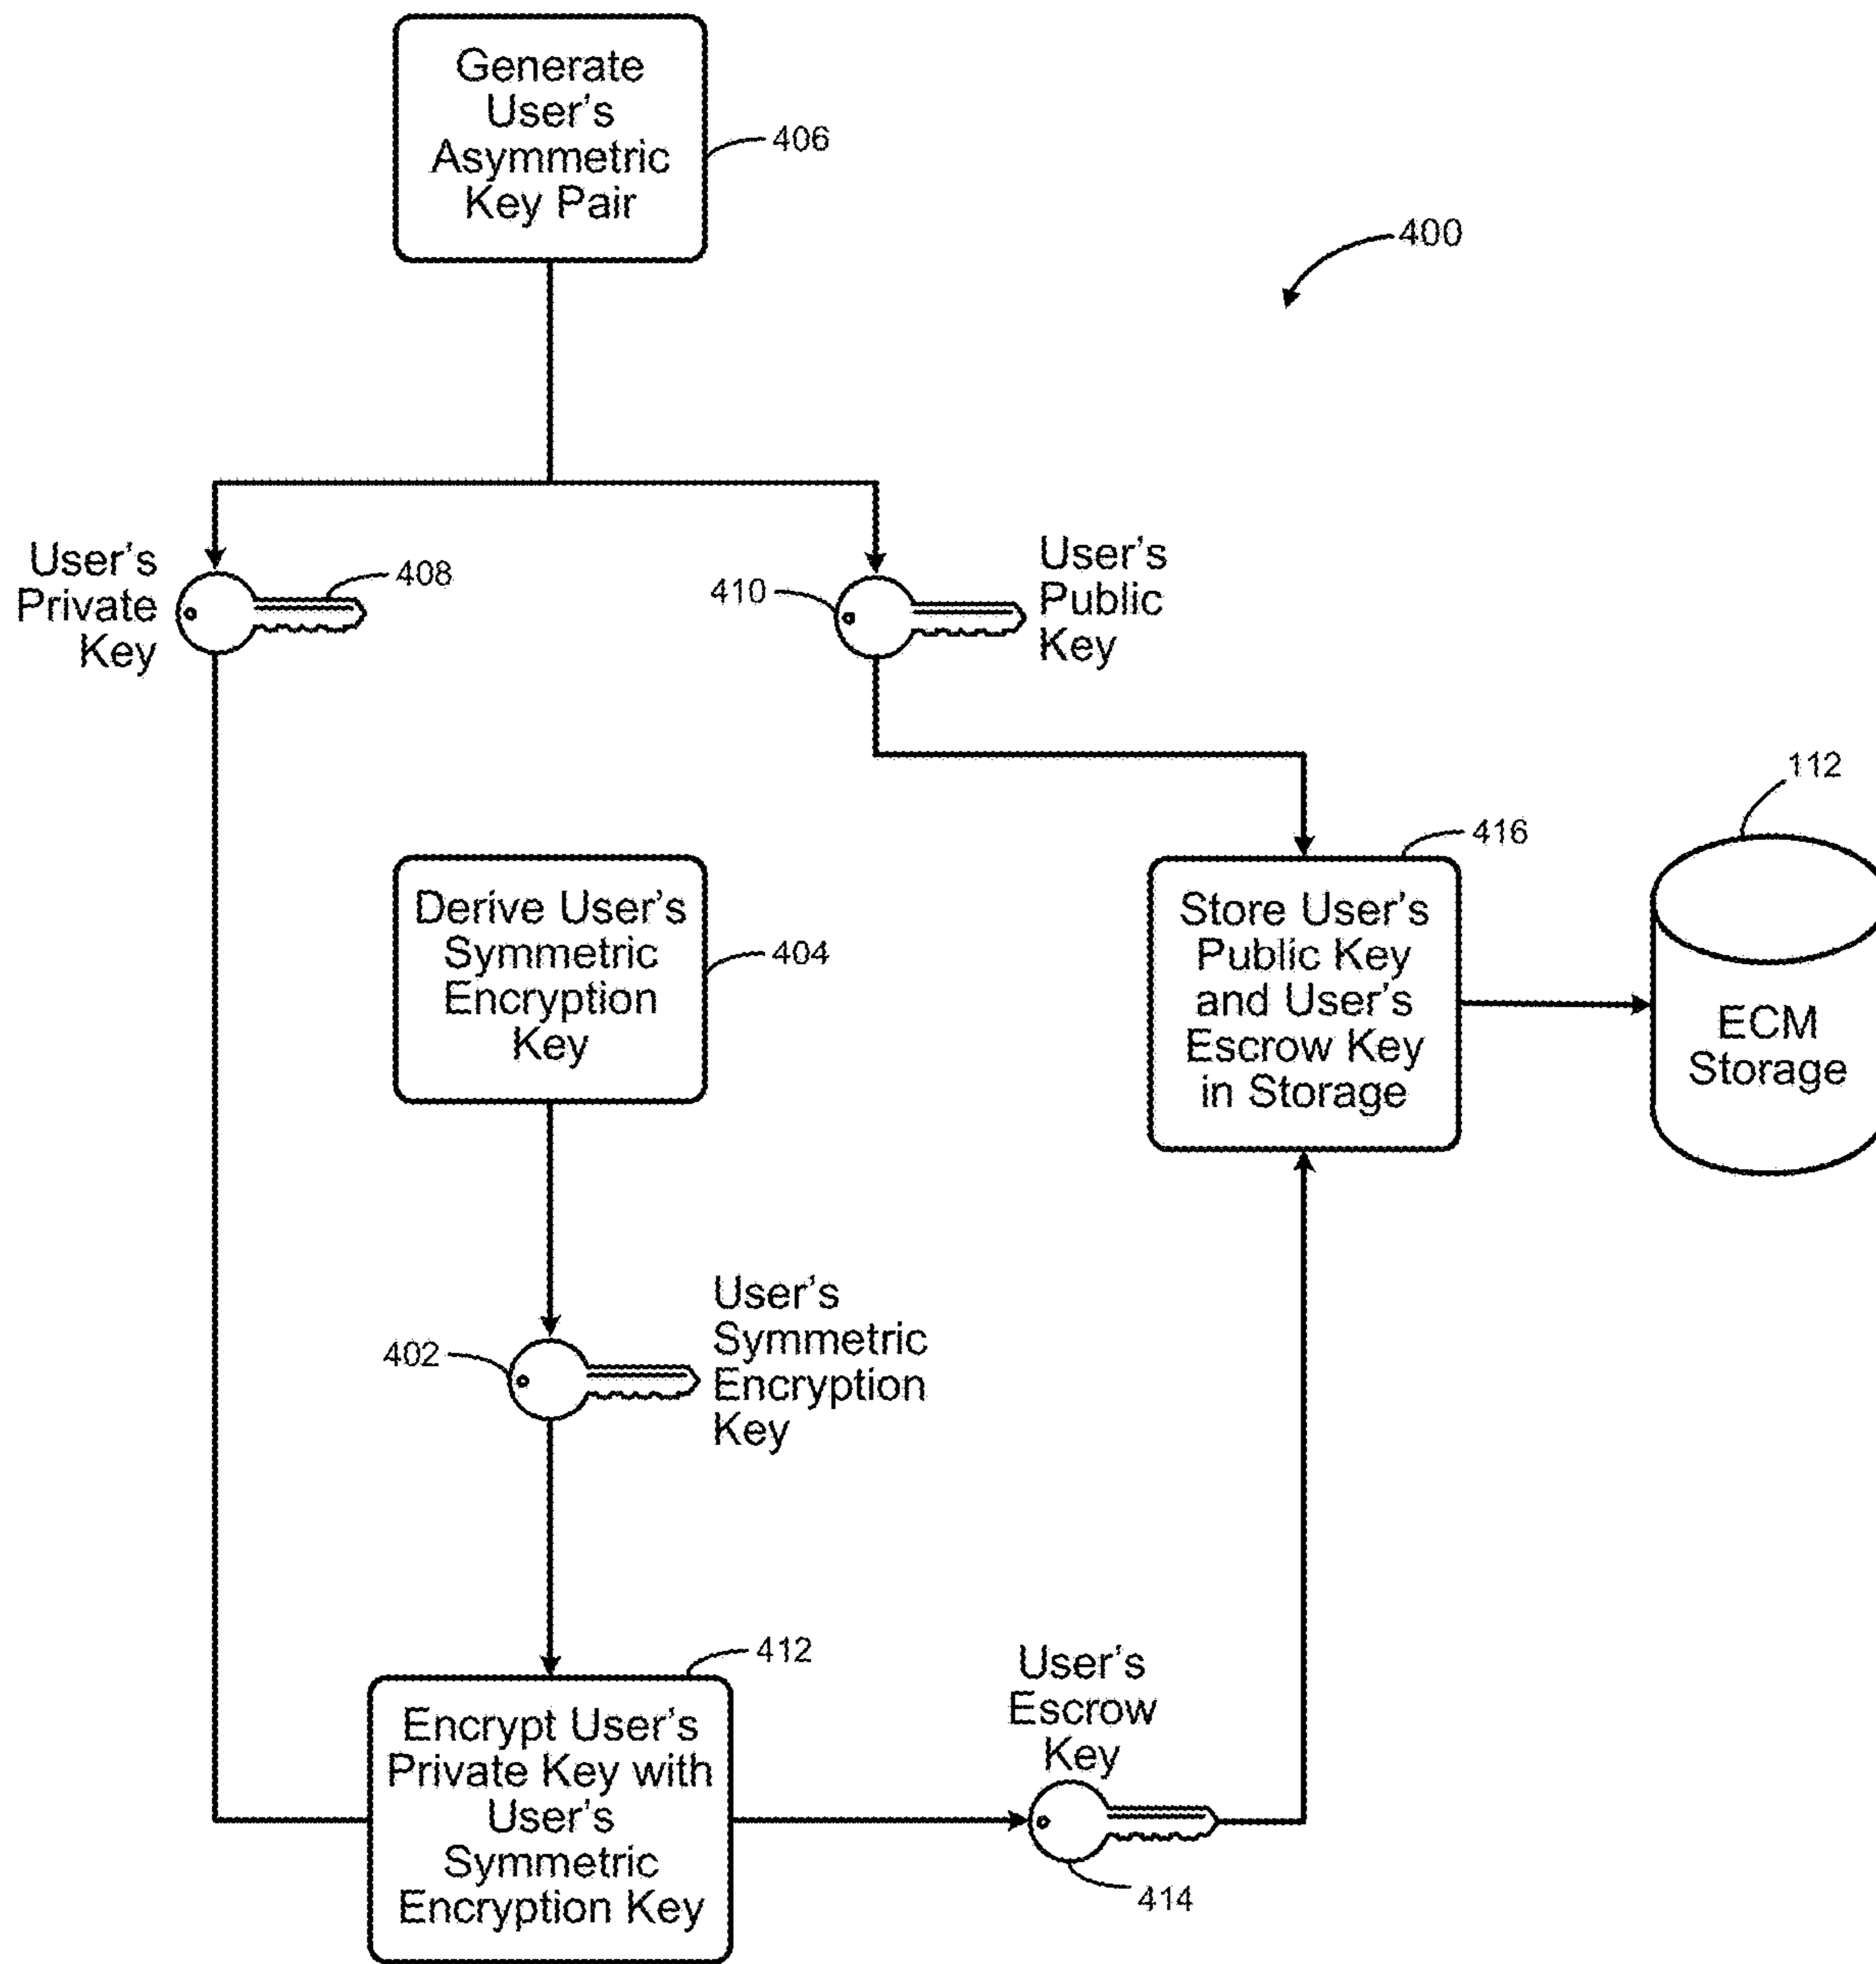 Generate
User's
Asymmetric
Key Pair
406
400
User's
Private
Key
408
410
User's
Public
Key
112
416
Derive User's
Symmetric
Encryption
Key
404
Store User's
Public Key
and User's
Escrow Key
in Storage
ECM
Storage
User's
Symmetric
Encryption
Key
402
412
Encrypt User's
Private Key with
User's
Symmetric
Encryption Key
User's
Escrow
Key
414